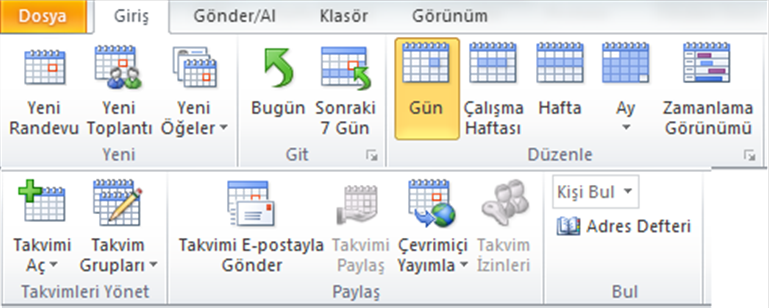 Dosya Giriş Gönder/Al Klasör Görünüm
Yeni Randevu
Yeni Toplantı
Yeni Öğeler
Bugün
Sonraki 7 Gün
Gün
Çalışma Haftası
Hafta
Ay
Zamanlama Görünümü
Yeni Git Düzenle
Takvimi Aç
Takvim Grupları
Takvimi E-postayla Gönder
Takvimi Paylaş
Çevrimiçi Yayımla
Takvim İzinleri
Kişi Bul
Adres Defteri
Takvimleri Yönet Paylaş Bul